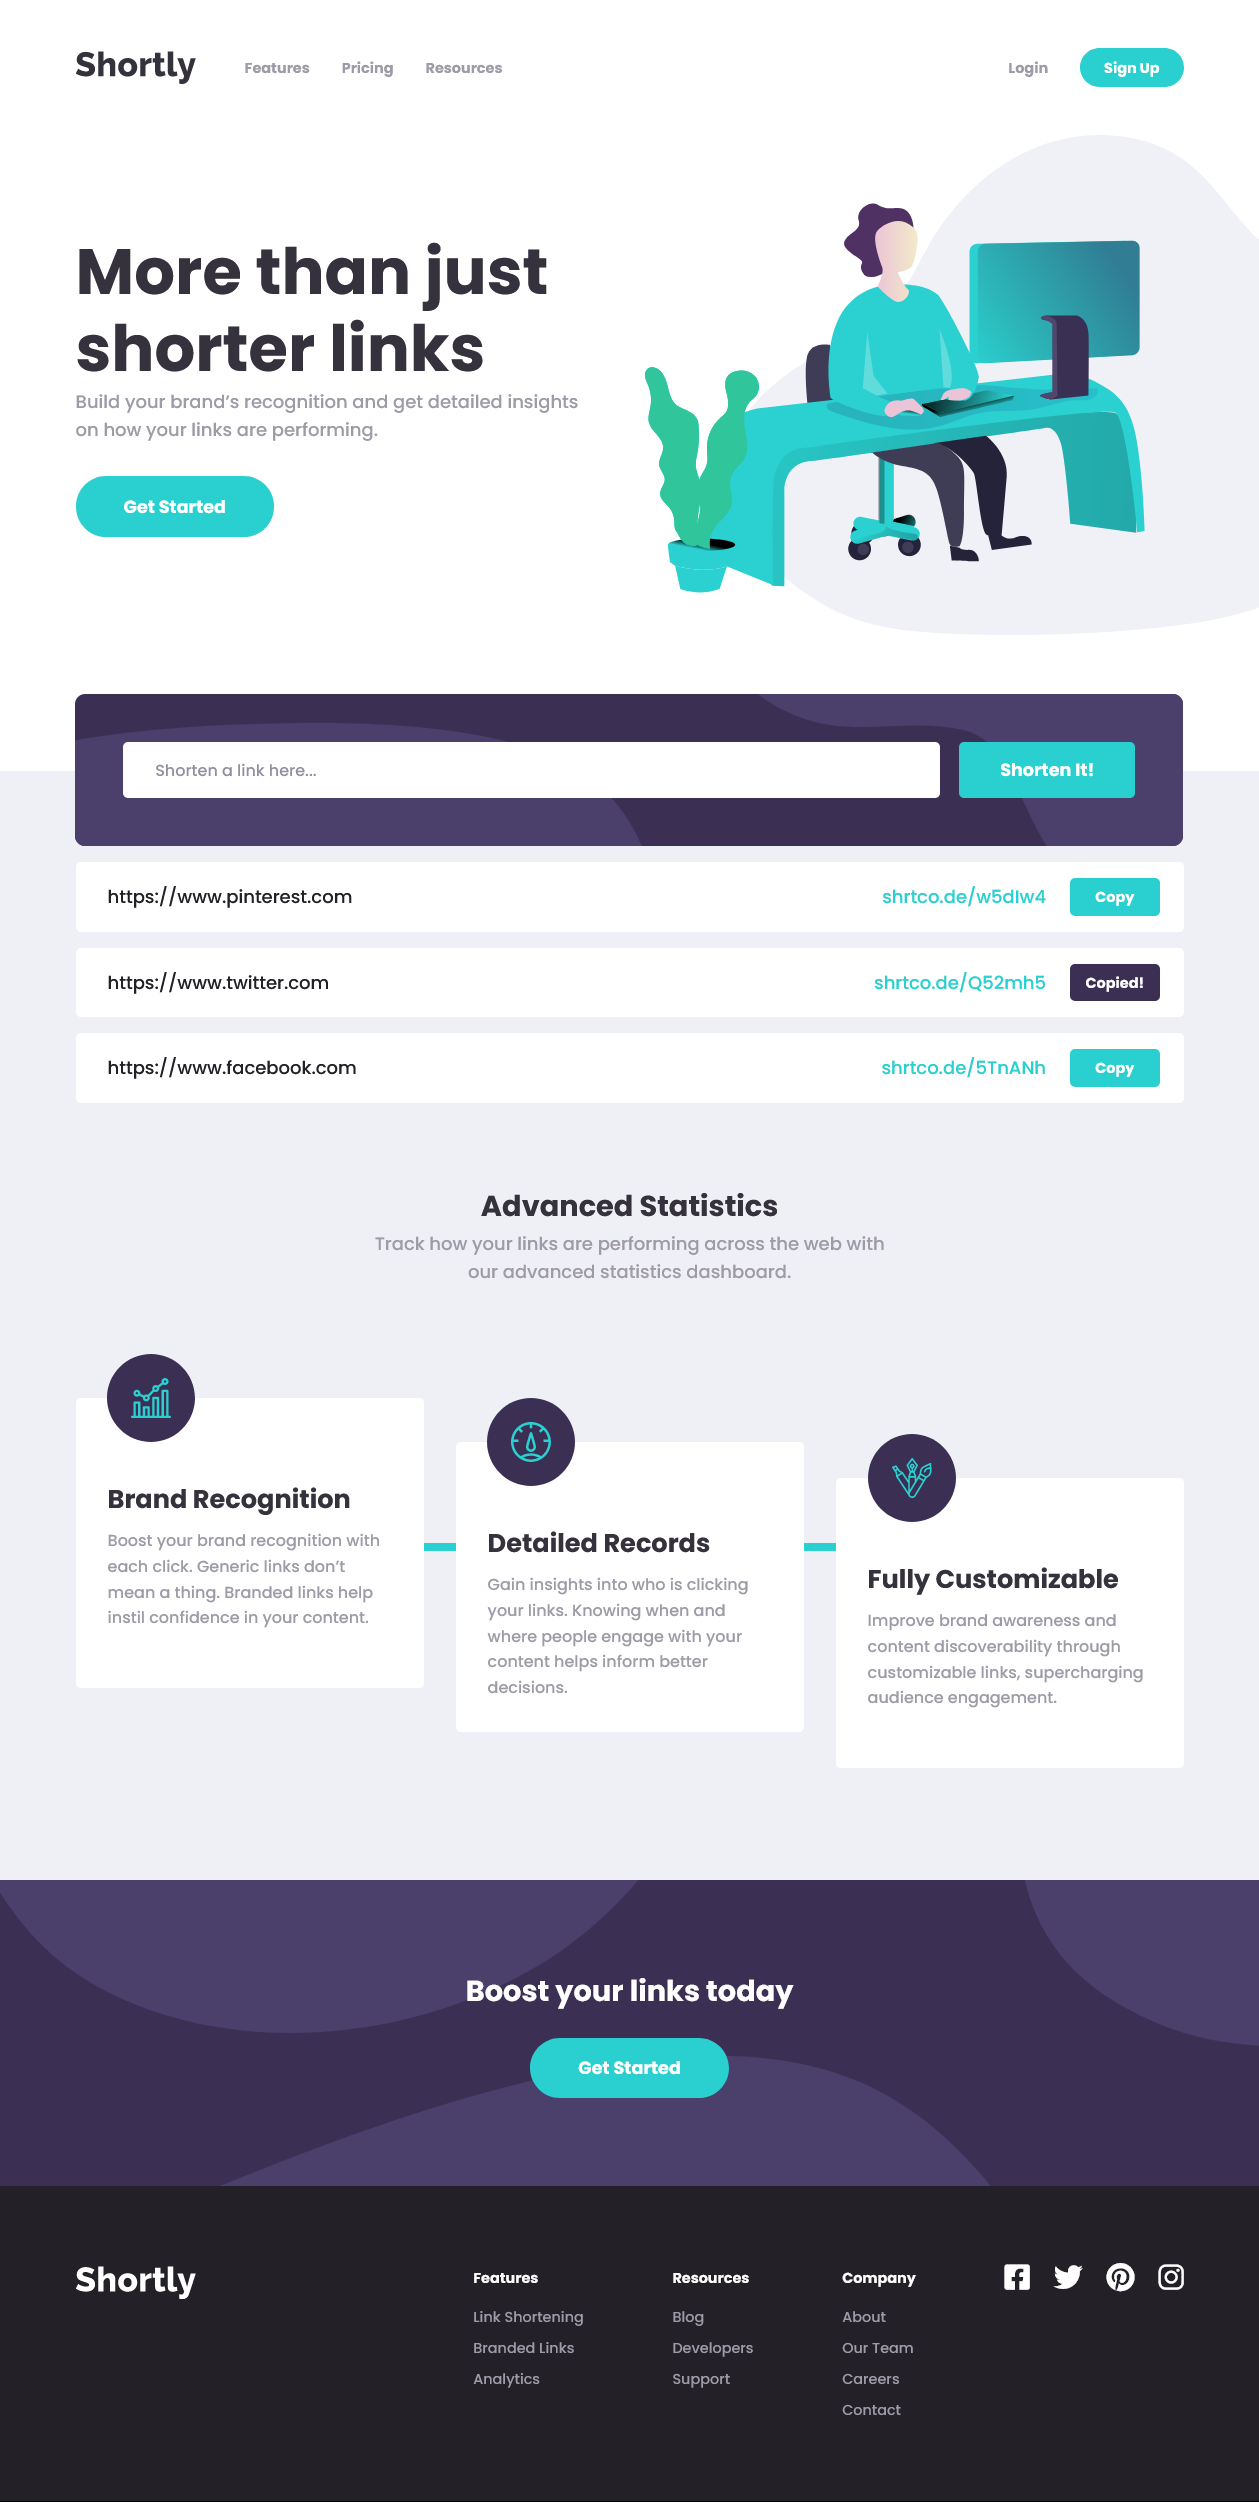 Shortly
Features
Pricing
Resources
Login
Sign Up
More than just
shorter links
Build your brand’s recognition and get detailed insights
on how your links are performing.
Get Started
Shorten a link here...
Shorten It!
https://www.pinterest.com
shrtco.de/w5dIw4
Copy
https://www.twitter.com
shrtco.de/Q52mh5
Copied!
https://www.facebook.com
shrtco.de/5TnANh
Copy
Advanced Statistics
Track how your links are performing across the web with
our advanced statistics dashboard.
Brand Recognition
Boost your brand recognition with
each click. Generic links don’t
mean a thing. Branded links help
instil confidence in your content.
Detailed Records
Gain insights into who is clicking
your links. Knowing when and
where people engage with your
content helps inform better
decisions.
Fully Customizable
Improve brand awareness and
content discoverability through
customizable links, supercharging
audience engagement.
Boost your links today
Get Started
Shortly
Features
Link Shortening
Branded Links
Analytics
Resources
Blog
Developers
Support
Company
About
Our Team
Careers
Contact